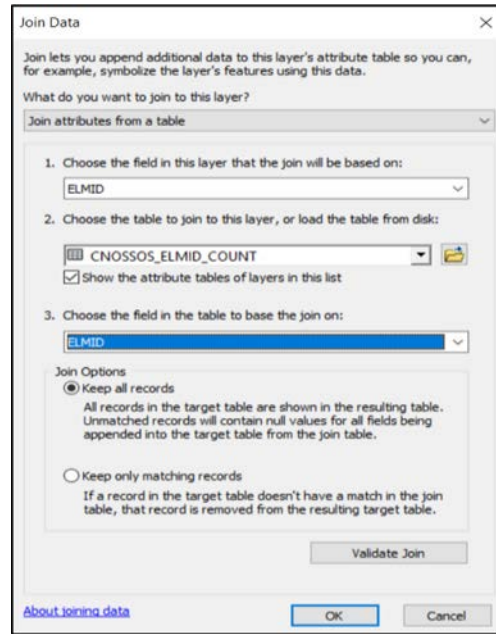 Join Data
Join lets you append additional data to this layer's attribute table so you can,
for example, symbolize the layer's features using this data.
What do you want to join to this layer?
Join attributes from a table
1. Choose the field in this layer that the join will be based on:
ELMID
2. Choose the table to join to this layer, or load the table from disk:
CNOSSOS_ELMID_COUNT
Show the attribute tables of layers in this list
3. Choose the field in the table to base the join on:
ELMID
Join Options
Keep all records
All records in the target table are shown in the resulting table.
Unmatched records will contain null values for all fields being
appended into the target table from the join table.
Keep only matching records
If a record in the target table doesn't have a match in the join
table, that record is removed from the resulting target table.
Validate Join
About joining data
OK
Cancel